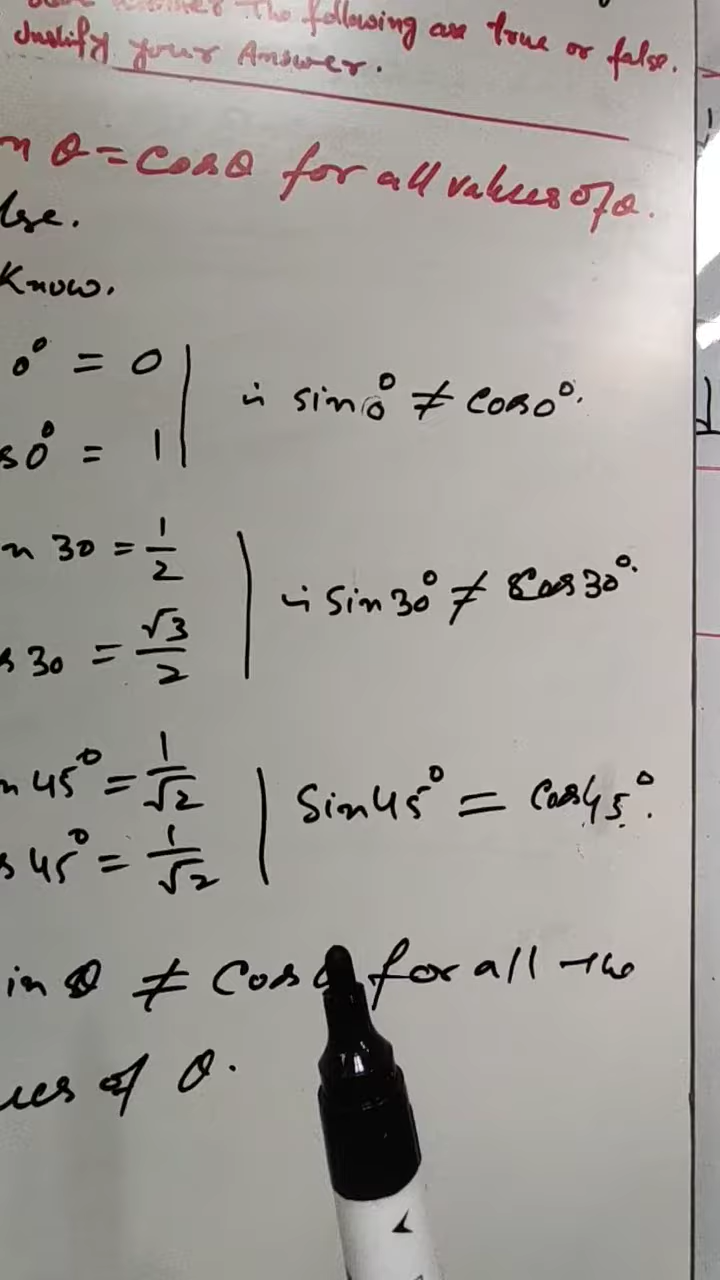 the following are true or false.
Justify your Answer.
n θ = cosθ for all values of θ.
lse.
Know.
0° = 0
s0° = 1
∴ sin0° ≠ cos0°.
n 30 = 1/2
s 30 = √3/2
∴ Sin30° ≠ Cos30°.
n 45° = 1/√2
s 45° = 1/√2
Sin45° = Cos45°.
in θ ≠ Cos for all the
ues of θ.